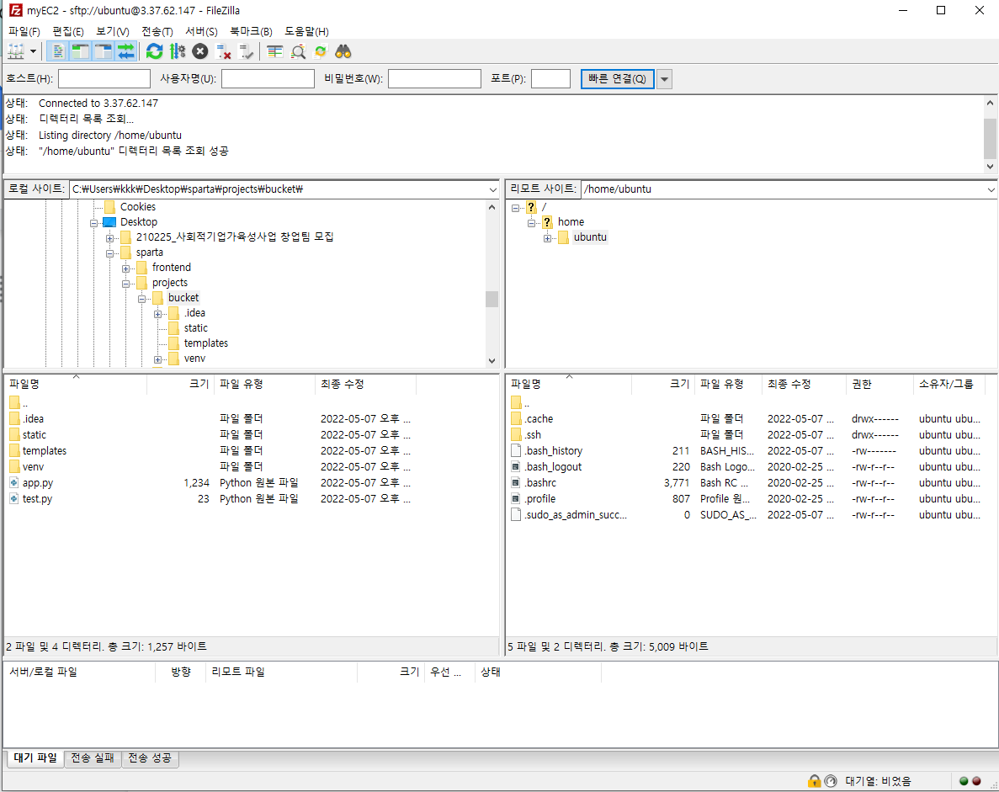 myEC2 - sftp://ubuntu@3.37.62.147 - FileZilla
파일(F) 편집(E) 보기(V) 전송(T) 서버(S) 북마크(B) 도움말(H)
호스트(H): 사용자명(U): 비밀번호(W): 포트(P): 빠른 연결(Q)
상태: Connected to 3.37.62.147
상태: 디렉터리 목록 조회...
상태: Listing directory /home/ubuntu
상태: "/home/ubuntu" 디렉터리 목록 조회 성공
로컬 사이트: C:₩Users₩kkk₩Desktop₩sparta₩projects₩bucket₩
Cookies
Desktop
210225_사회적기업가육성사업 창업팀 모집
sparta
frontend
projects
bucket
.idea
static
templates
venv
리모트 사이트: /home/ubuntu
/
home
ubuntu
파일명 크기 파일 유형 최종 수정
..
.idea 파일 폴더 2022-05-07 오후 ...
static 파일 폴더 2022-05-07 오후 ...
templates 파일 폴더 2022-05-07 오후 ...
venv 파일 폴더 2022-05-07 오후 ...
app.py 1,234 Python 원본 파일 2022-05-07 오후 ...
test.py 23 Python 원본 파일 2022-05-07 오후 ...
2 파일 및 4 디렉터리. 총 크기: 1,257 바이트
파일명 크기 파일 유형 최종 수정 권한 소유자/그룹
..
.cache 파일 폴더 2022-05-07 ... drwx------ ubuntu ubu...
.ssh 파일 폴더 2022-05-07 ... drwx------ ubuntu ubu...
.bash_history 211 BASH_HIS... 2022-05-07 ... -rw------- ubuntu ubu...
.bash_logout 220 Bash Logo... 2020-02-25 ... -rw-r--r-- ubuntu ubu...
.bashrc 3,771 Bash RC ... 2020-02-25 ... -rw-r--r-- ubuntu ubu...
.profile 807 Profile 원... 2020-02-25 ... -rw-r--r-- ubuntu ubu...
.sudo_as_admin_succ... 0 SUDO_AS_... 2022-05-07 ... -rw-r--r-- ubuntu ubu...
5 파일 및 2 디렉터리. 총 크기: 5,009 바이트
서버/로컬 파일 방향 리모트 파일 크기 우선 ... 상태
대기 파일 전송 실패 전송 성공
대기열: 비었음